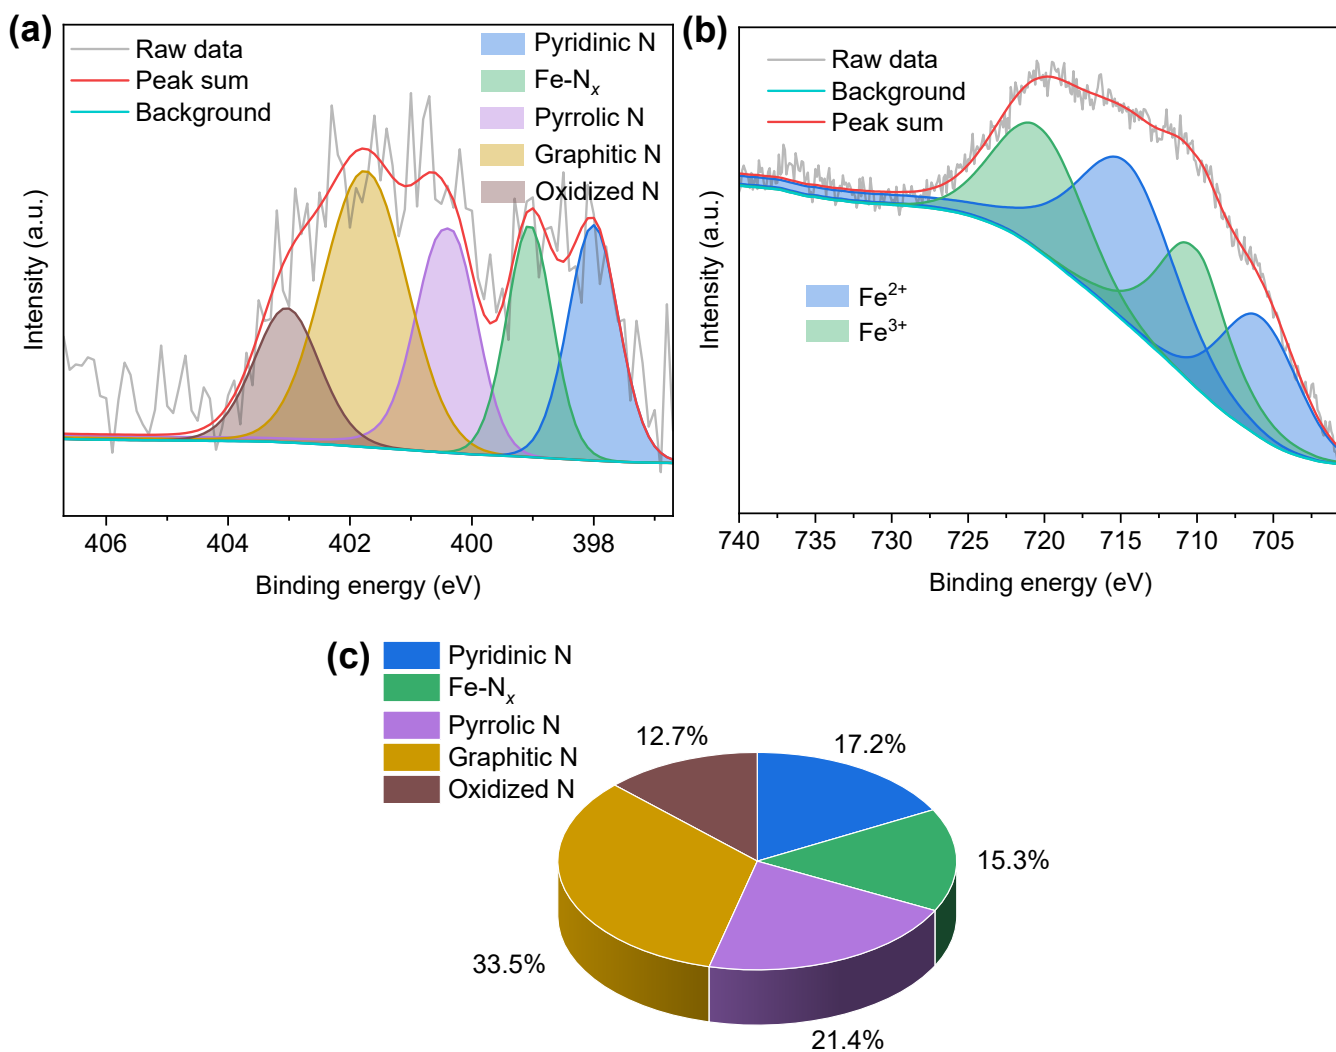 (a)
Raw data
Peak sum
Background
Pyridinic N
Fe-Nx
Pyrrolic N
Graphitic N
Oxidized N
Intensity (a.u.)
406 404 402 400 398
Binding energy (eV)
(b)
Raw data
Background
Peak sum
Fe2+
Fe3+
Intensity (a.u.)
740 735 730 725 720 715 710 705
Binding energy (eV)
(c)
Pyridinic N
Fe-Nx
Pyrrolic N
Graphitic N
Oxidized N
12.7%
17.2%
15.3%
33.5%
21.4%